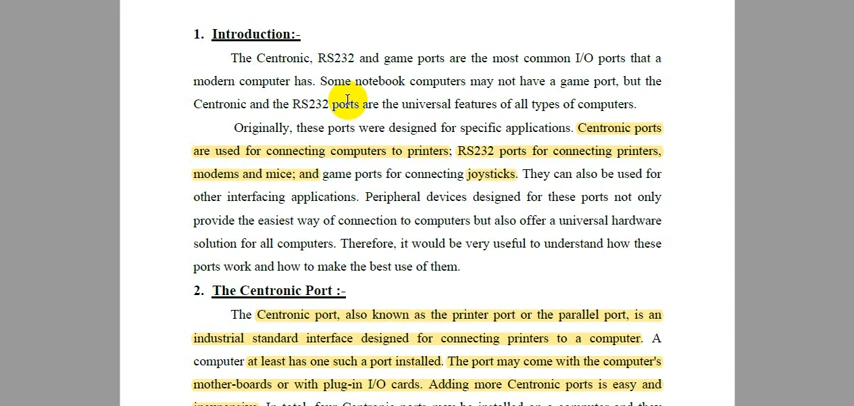 1. Introduction:-
The Centronic, RS232 and game ports are the most common I/O ports that a
modern computer has. Some notebook computers may not have a game port, but the
Centronic and the RS232 ports are the universal features of all types of computers.
Originally, these ports were designed for specific applications. Centronic ports
are used for connecting computers to printers; RS232 ports for connecting printers,
modems and mice; and game ports for connecting joysticks. They can also be used for
other interfacing applications. Peripheral devices designed for these ports not only
provide the easiest way of connection to computers but also offer a universal hardware
solution for all computers. Therefore, it would be very useful to understand how these
ports work and how to make the best use of them.
2. The Centronic Port :-
The Centronic port, also known as the printer port or the parallel port, is an
industrial standard interface designed for connecting printers to a computer. A
computer at least has one such a port installed. The port may come with the computer's
mother-boards or with plug-in I/O cards. Adding more Centronic ports is easy and